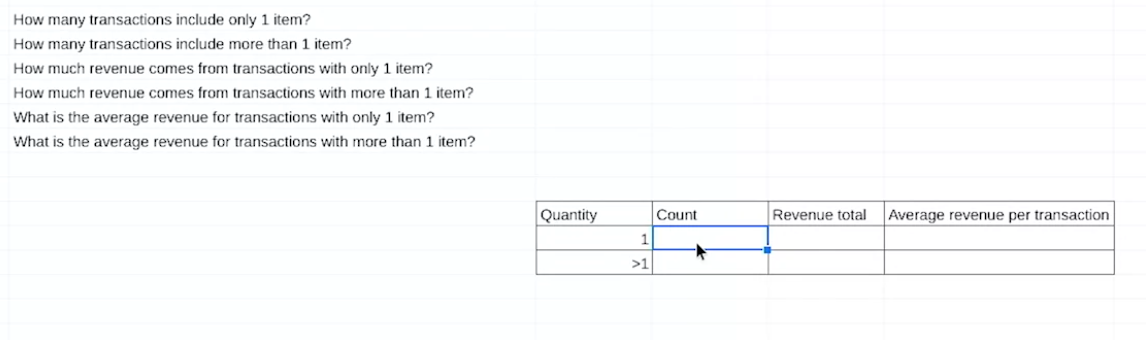 How many transactions include only 1 item?
How many transactions include more than 1 item?
How much revenue comes from transactions with only 1 item?
How much revenue comes from transactions with more than 1 item?
What is the average revenue for transactions with only 1 item?
What is the average revenue for transactions with more than 1 item?
Quantity Count Revenue total Average revenue per transaction
1
>1